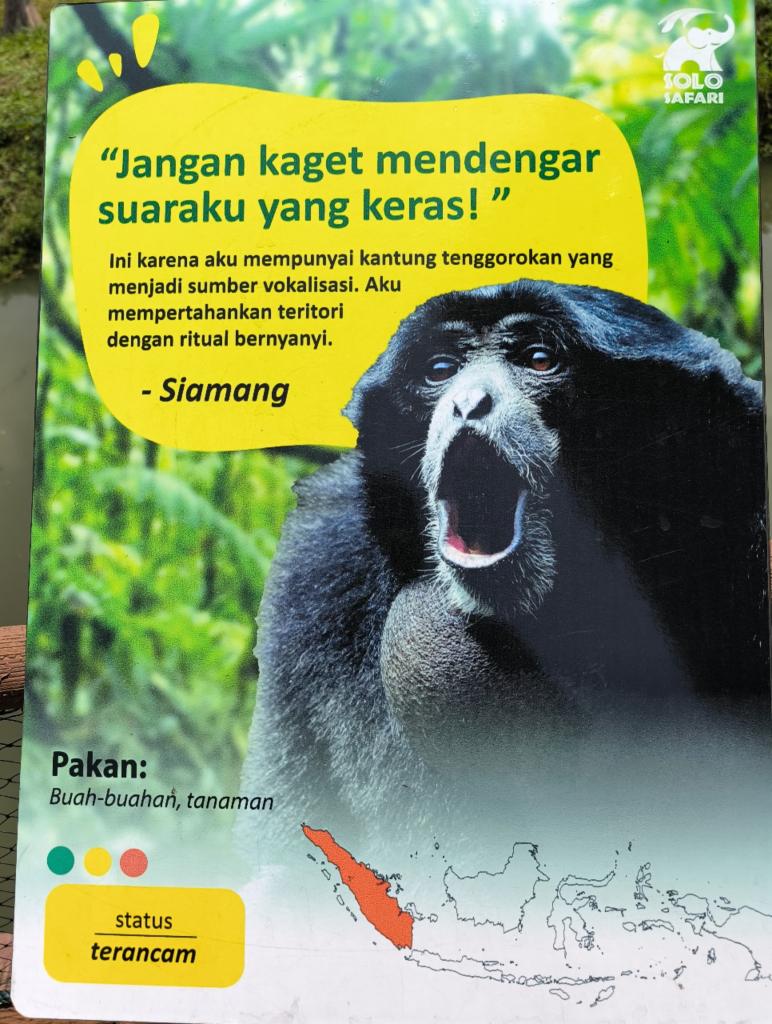 SOLO
SAFARI
“Jangan kaget mendengar
suaraku yang keras! ”
Ini karena aku mempunyai kantung tenggorokan yang
menjadi sumber vokalisasi. Aku
mempertahankan teritori
dengan ritual bernyanyi.
- Siamang
Pakan:
Buah-buahan, tanaman
status
terancam